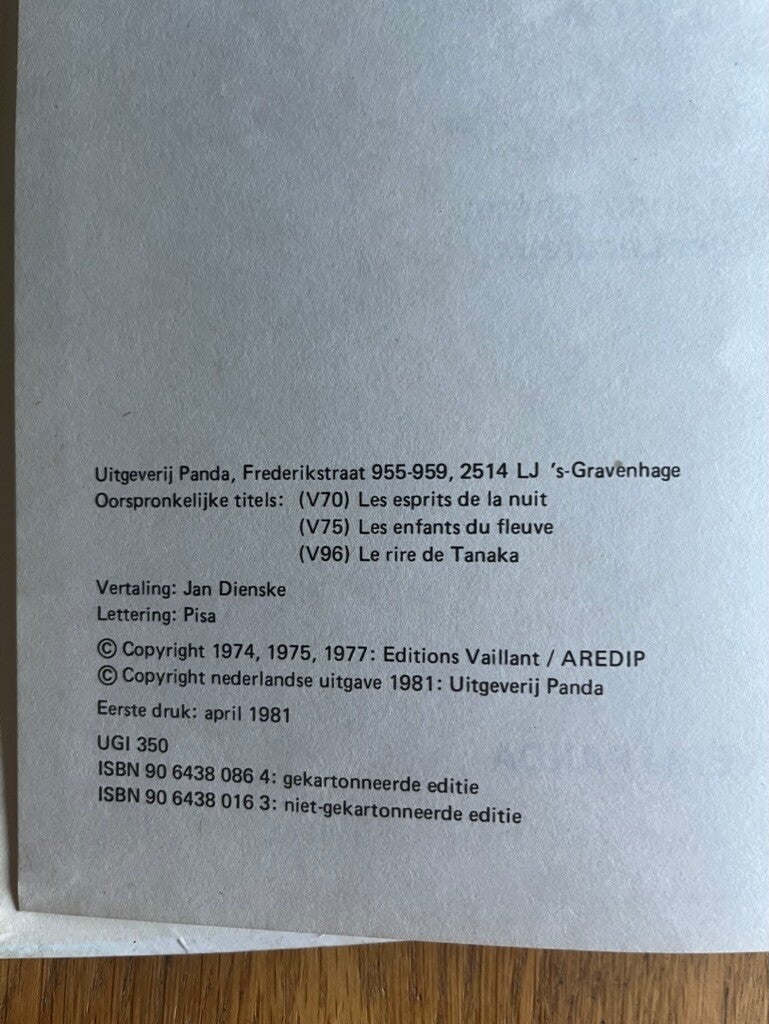 Uitgeverij Panda, Frederikstraat 955-959, 2514 LJ 's-Gravenhage
Oorspronkelijke titels: (V70) Les esprits de la nuit
(V75) Les enfants du fleuve
(V96) Le rire de Tanaka
Vertaling: Jan Dienske
Lettering: Pisa
© Copyright 1974, 1975, 1977: Editions Vaillant / AREDIP
© Copyright nederlandse uitgave 1981: Uitgeverij Panda
Eerste druk: april 1981
UGI 350
ISBN 90 6438 086 4: gekartonneerde editie
ISBN 90 6438 016 3: niet-gekartonneerde editie